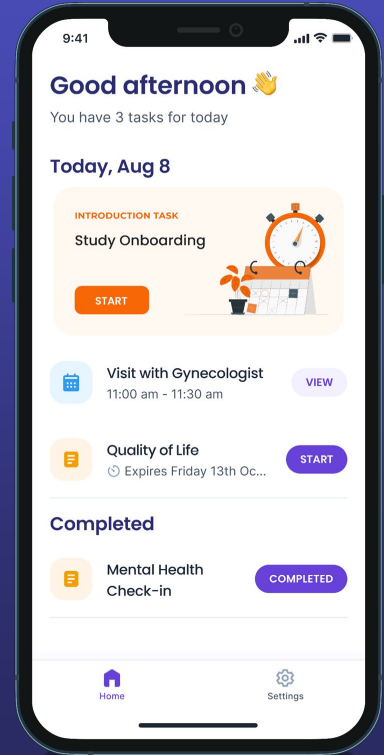 9:41
Good afternoon 👋
You have 3 tasks for today
Today, Aug 8
INTRODUCTION TASK
Study Onboarding
START
Visit with Gynecologist
11:00 am - 11:30 am
VIEW
Quality of Life
Expires Friday 13th Oc...
START
Completed
Mental Health
Check-in
COMPLETED
Home
Settings